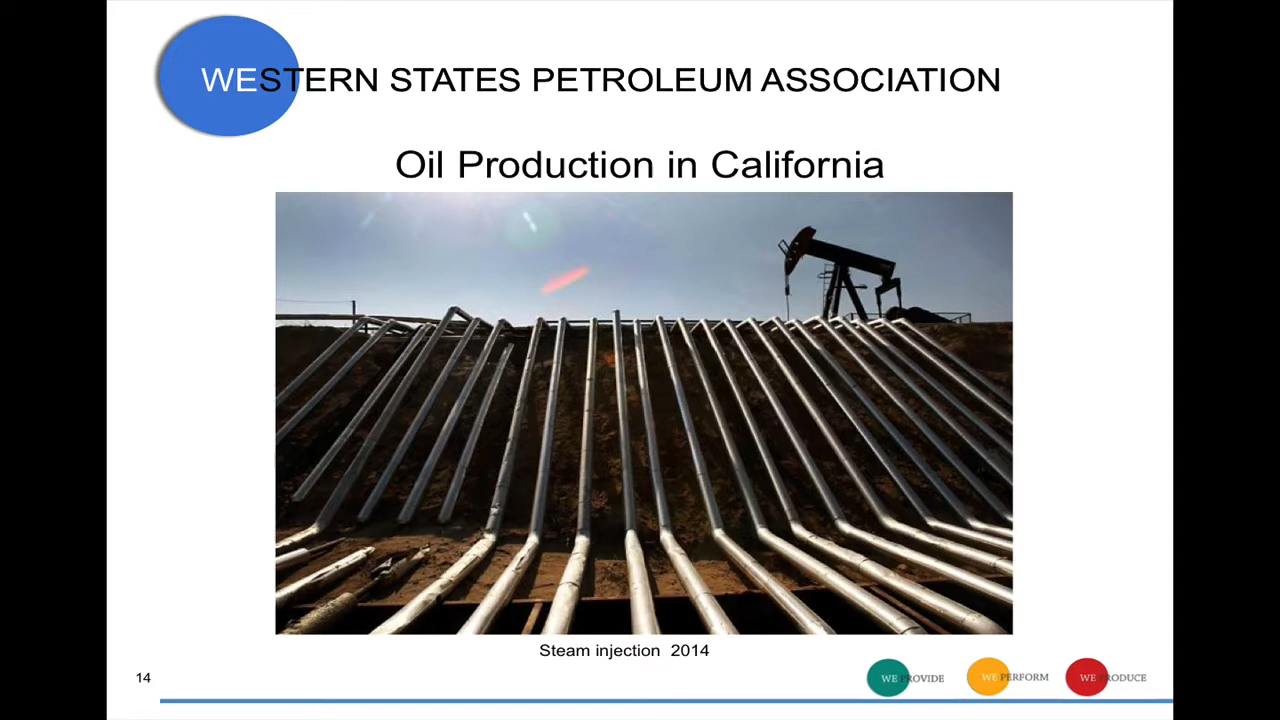 WESTERN STATES PETROLEUM ASSOCIATION
Oil Production in California
Steam injection 2014
14
WE PROVIDE
WE PERFORM
WE PRODUCE